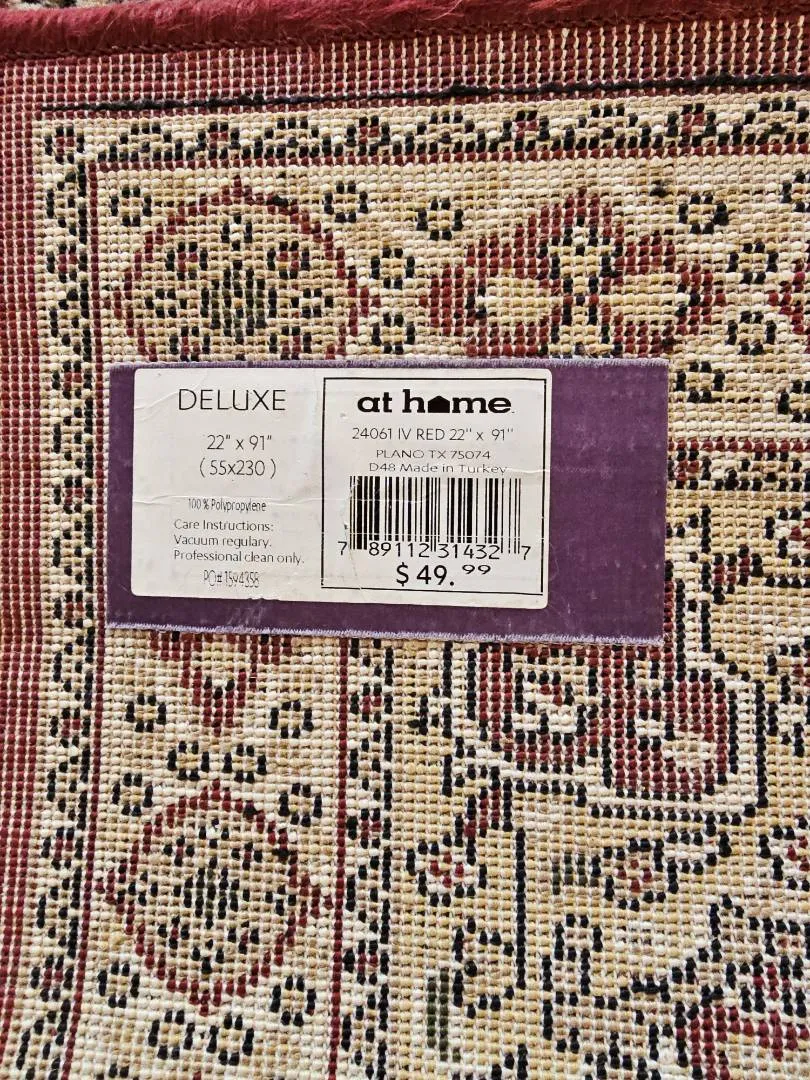 DELUXE
22" x 91"
( 55x230 )
100 % Polypropylene
Care Instructions:
Vacuum regulary.
Professional clean only.
PO# 1594358
at home
24061 IV RED 22" x 91"
PLANO TX 75074
D48 Made in Turkey
7 89112 31432 7
$ 49.99